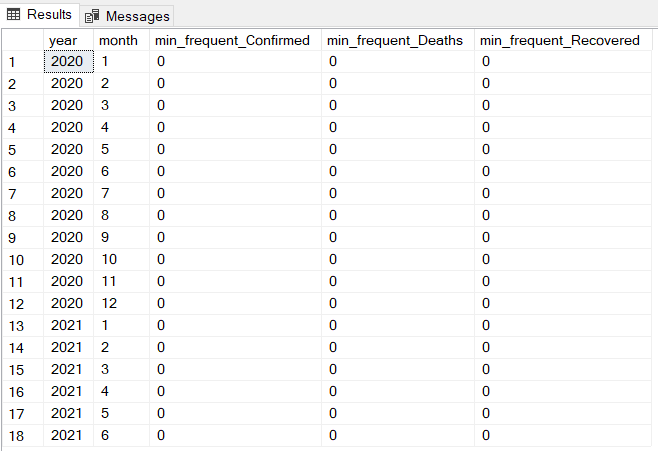 Results Messages
year month min_frequent_Confirmed min_frequent_Deaths min_frequent_Recovered
1 2020 1 0 0 0
2 2020 2 0 0 0
3 2020 3 0 0 0
4 2020 4 0 0 0
5 2020 5 0 0 0
6 2020 6 0 0 0
7 2020 7 0 0 0
8 2020 8 0 0 0
9 2020 9 0 0 0
10 2020 10 0 0 0
11 2020 11 0 0 0
12 2020 12 0 0 0
13 2021 1 0 0 0
14 2021 2 0 0 0
15 2021 3 0 0 0
16 2021 4 0 0 0
17 2021 5 0 0 0
18 2021 6 0 0 0